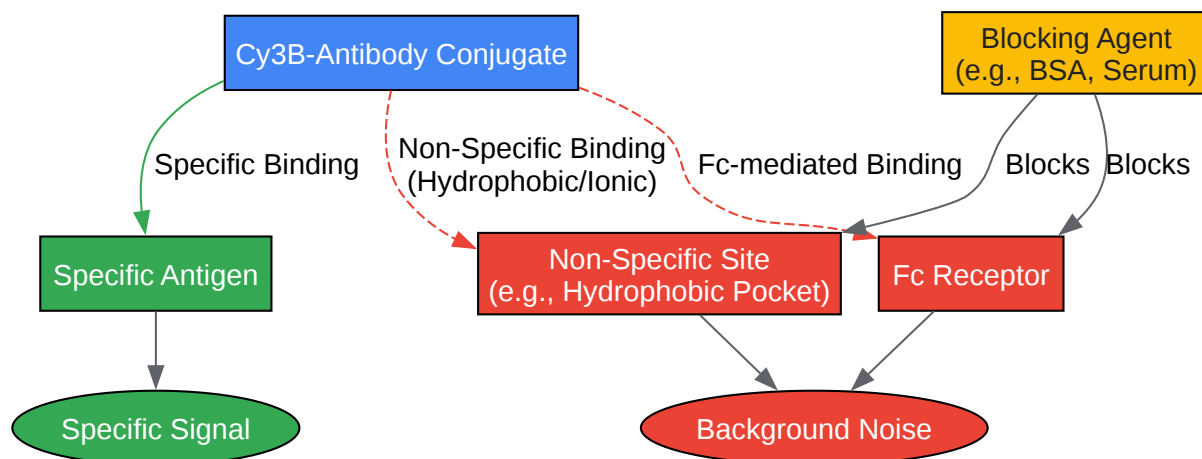 Cy3B-Antibody Conjugate
Blocking Agent
(e.g., BSA, Serum)
Specific Binding
Non-Specific Binding
(Hydrophobic/Ionic)
Fc-mediated Binding
Blocks
Blocks
Specific Antigen
Non-Specific Site
(e.g., Hydrophobic Pocket)
Fc Receptor
Specific Signal
Background Noise